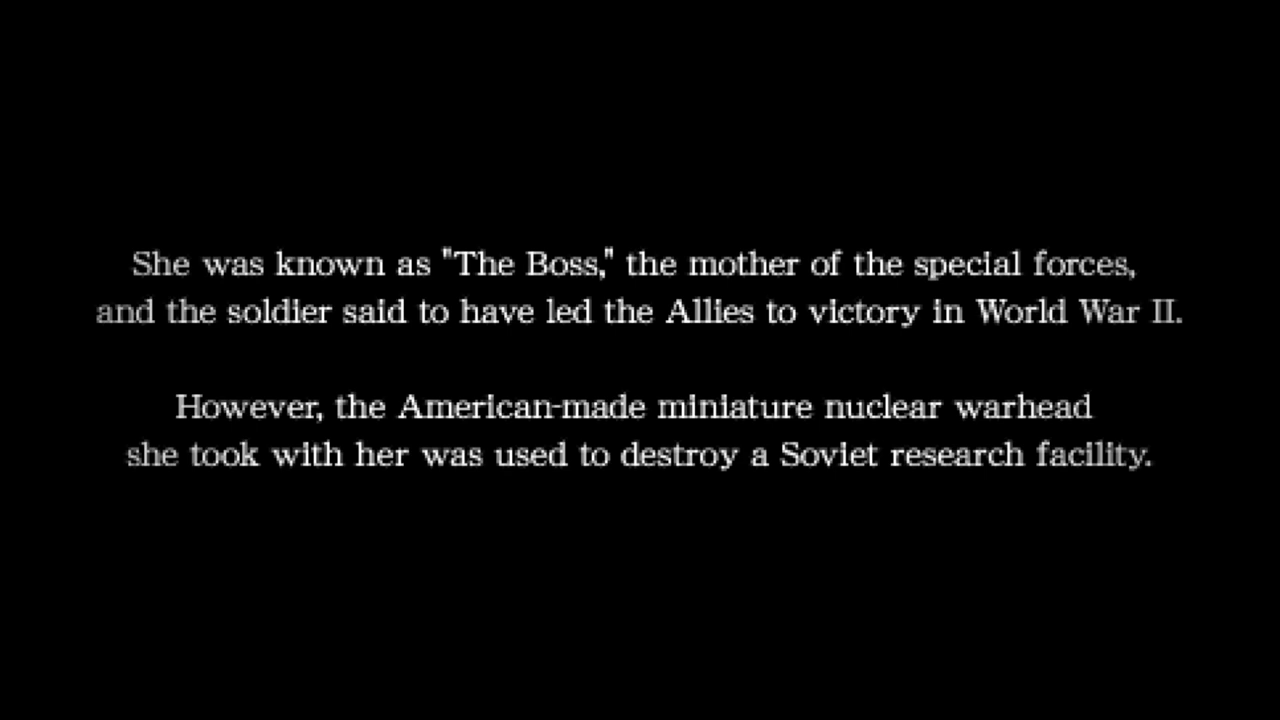 She was known as "The Boss," the mother of the special forces,
and the soldier said to have led the Allies to victory in World War II.
However, the American-made miniature nuclear warhead
she took with her was used to destroy a Soviet research facility.